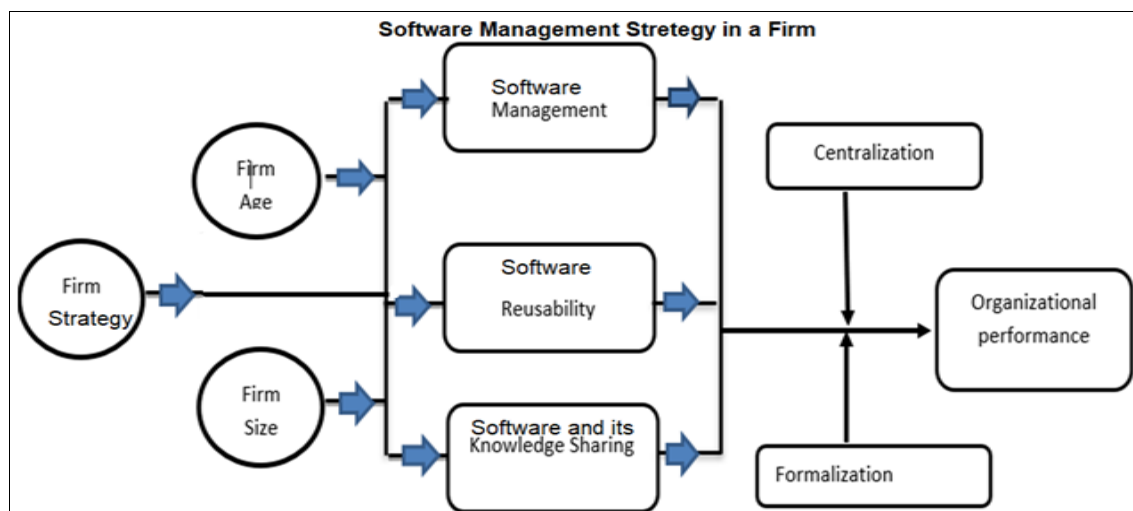 Software Management Stretegy in a Firm
Software
Management
Firm
Age
Centralization
Firm
Strategy
Software
Reusability
Organizational
performance
Firm
Size
Software and its
Knowledge Sharing
Formalization